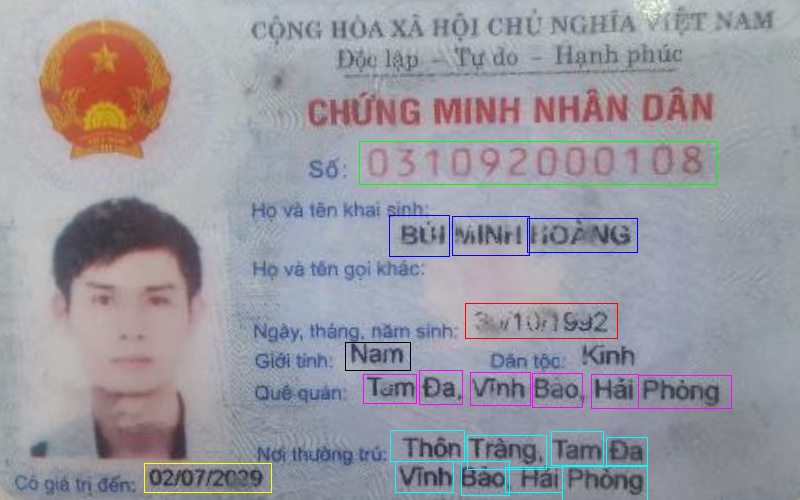 CỘNG HÒA XÃ HỘI CHỦ NGHĨA VIỆT NAM
Độc lập - Tự do - Hạnh phúc
CHỨNG MINH NHÂN DÂN
Số: 031092000108
Họ và tên khai sinh:
BÙI MINH HOÀNG
Họ và tên gọi khác:
Ngày, tháng, năm sinh: /10/1992
Giới tính: Nam Dân tộc: Kinh
Quê quán: Tam Đa, Vĩnh Bảo, Hải Phòng
Nơi thường trú: Thôn Tràng, Tam Đa
Vĩnh Bảo, Hải Phòng
Có giá trị đến: 02/07/2029